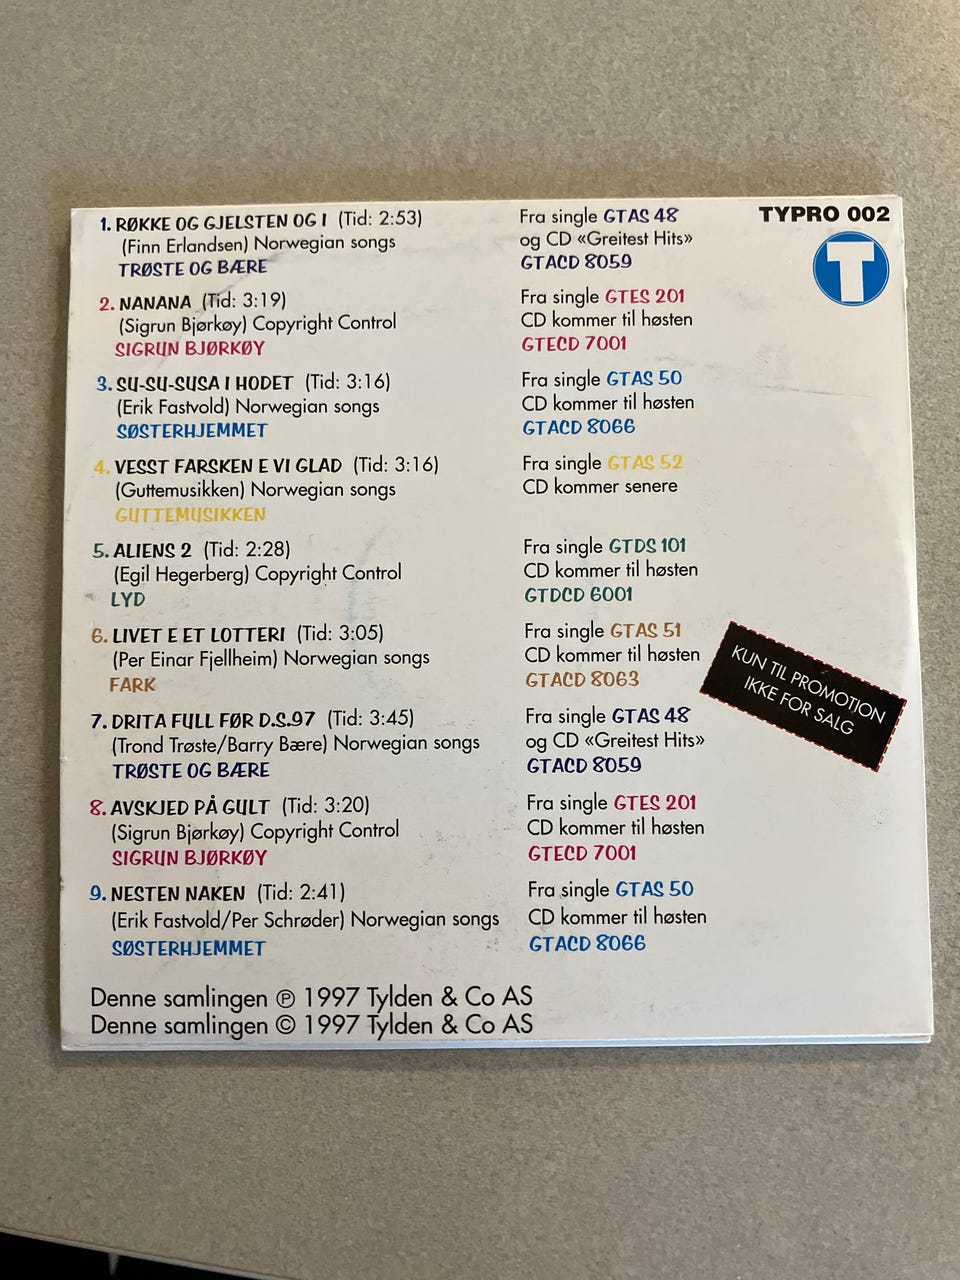 TYPRO 002
T
1. RØKKE OG GJELSTEN OG I (Tid: 2:53)
(Finn Erlandsen) Norwegian songs
TRØSTE OG BÆRE
Fra single GTAS 48
og CD «Greitest Hits»
GTACD 8059
2. NANANA (Tid: 3:19)
(Sigrun Bjørkøy) Copyright Control
SIGRUN BJØRKØY
Fra single GTES 201
CD kommer til høsten
GTECD 7001
3. SU-SU-SUSA I HODET (Tid: 3:16)
(Erik Fastvold) Norwegian songs
SØSTERHJEMMET
Fra single GTAS 50
CD kommer til høsten
GTACD 8066
4. VESST FARSKEN E VI GLAD (Tid: 3:16)
(Guttemusikken) Norwegian songs
GUTTEMUSIKKEN
Fra single GTAS 52
CD kommer senere
5. ALIENS 2 (Tid: 2:28)
(Egil Hegerberg) Copyright Control
LYD
Fra single GTDS 101
CD kommer til høsten
GTDCD 6001
6. LIVET E ET LOTTERI (Tid: 3:05)
(Per Einar Fjellheim) Norwegian songs
FARK
Fra single GTAS 51
CD kommer til høsten
GTACD 8063
KUN TIL PROMOTION
IKKE FOR SALG
7. DRITA FULL FØR D.S.97 (Tid: 3:45)
(Trond Trøste/Barry Bære) Norwegian songs
TRØSTE OG BÆRE
Fra single GTAS 48
og CD «Greitest Hits»
GTACD 8059
8. AVSKJED PÅ GULT (Tid: 3:20)
(Sigrun Bjørkøy) Copyright Control
SIGRUN BJØRKØY
Fra single GTES 201
CD kommer til høsten
GTECD 7001
9. NESTEN NAKEN (Tid: 2:41)
(Erik Fastvold/Per Schrøder) Norwegian songs
SØSTERHJEMMET
Fra single GTAS 50
CD kommer til høsten
GTACD 8066
Denne samlingen ℗ 1997 Tylden & Co AS
Denne samlingen © 1997 Tylden & Co AS